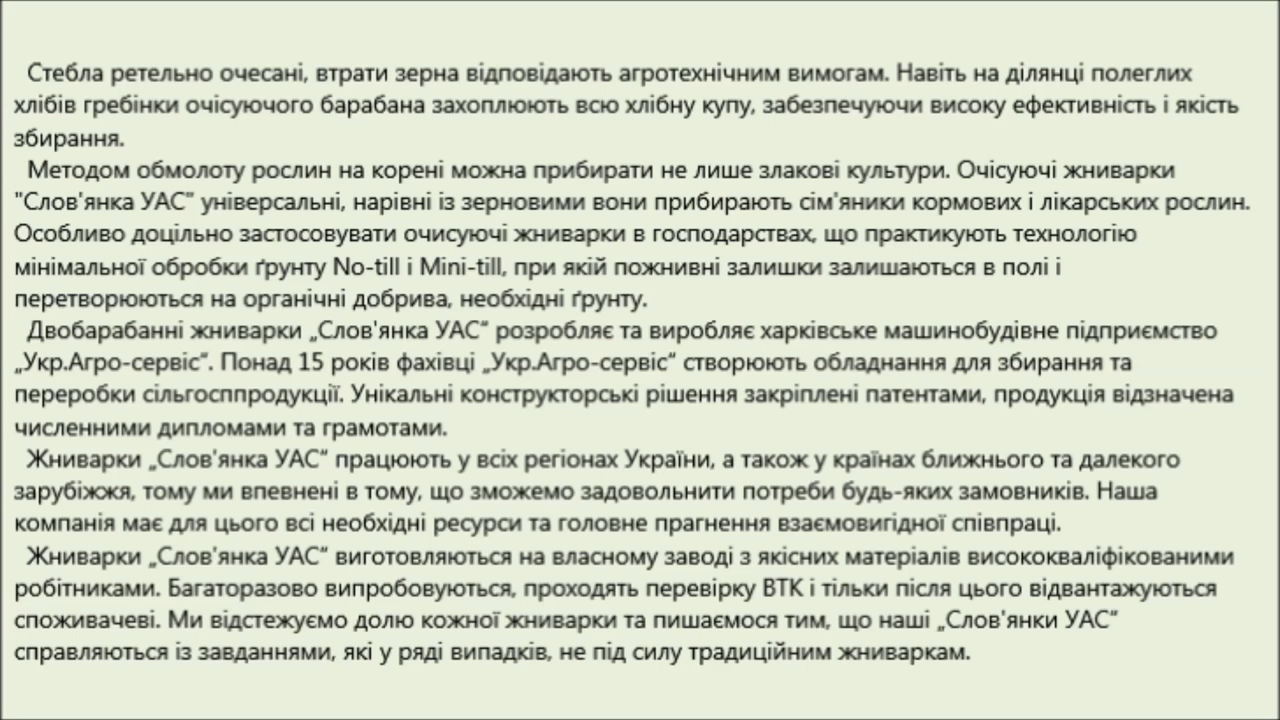 Стебла ретельно очесані, втрати зерна відповідають агротехнічним вимогам. Навіть на ділянці полеглих
хлібів гребінки очісуючого барабана захоплюють всю хлібну купу, забезпечуючи високу ефективність і якість
збирання.
Методом обмолоту рослин на корені можна прибирати не лише злакові культури. Очісуючі жниварки
"Слов'янка УАС" універсальні, нарівні із зерновими вони прибирають сім'яники кормових і лікарських рослин.
Особливо доцільно застосовувати очисуючі жниварки в господарствах, що практикують технологію
мінімальної обробки ґрунту No-till і Mini-till, при якій пожнивні залишки залишаються в полі і
перетворюються на органічні добрива, необхідні ґрунту.
Двобарабанні жниварки „Слов'янка УАС“ розробляє та виробляє харківське машинобудівне підприємство
„Укр.Агро-сервіс“. Понад 15 років фахівці „Укр.Агро-сервіс“ створюють обладнання для збирання та
переробки сільгосппродукції. Унікальні конструкторські рішення закріплені патентами, продукція відзначена
численними дипломами та грамотами.
Жниварки „Слов'янка УАС“ працюють у всіх регіонах України, а також у країнах ближнього та далекого
зарубіжжя, тому ми впевнені в тому, що зможемо задовольнити потреби будь-яких замовників. Наша
компанія має для цього всі необхідні ресурси та головне прагнення взаємовигідної співпраці.
Жниварки „Слов'янка УАС“ виготовляються на власному заводі з якісних матеріалів висококваліфікованими
робітниками. Багаторазово випробовуються, проходять перевірку ВТК і тільки після цього відвантажуються
споживачеві. Ми відстежуємо долю кожної жниварки та пишаємося тим, що наші „Слов'янки УАС“
справляються із завданнями, які у ряді випадків, не під силу традиційним жниваркам.